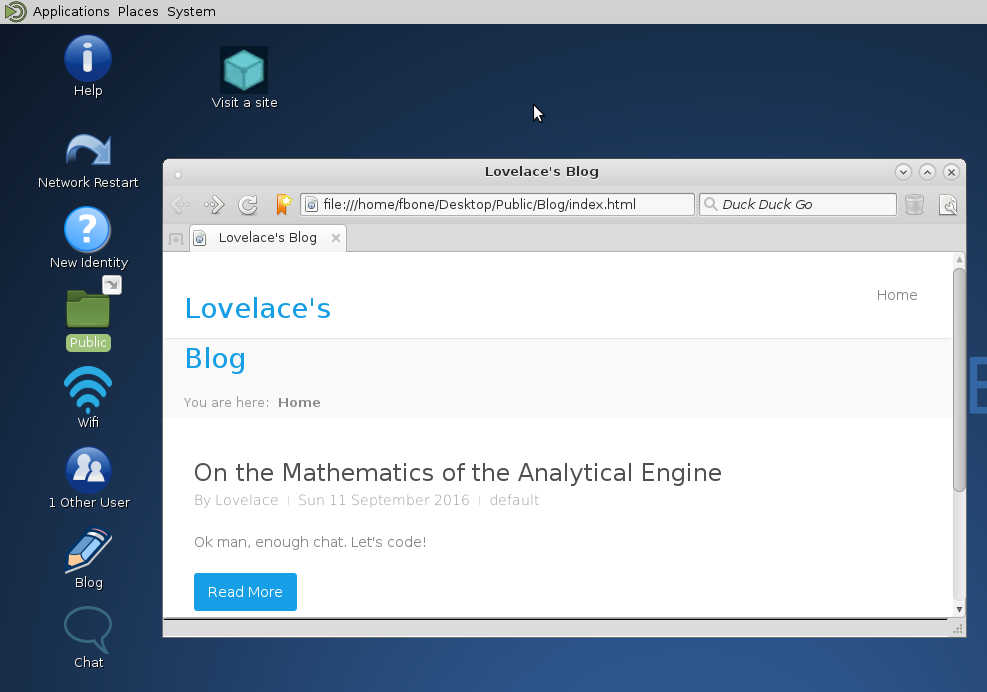 Applications Places System
Help
Visit a site
Network Restart
New Identity
Public
Wifi
1 Other User
Blog
Chat
Lovelace's Blog
file:///home/fbone/Desktop/Public/Blog/index.html
Duck Duck Go
Lovelace's Blog
Home
Lovelace's
Blog
You are here: Home
On the Mathematics of the Analytical Engine
By Lovelace | Sun 11 September 2016 | default
Ok man, enough chat. Let's code!
Read More